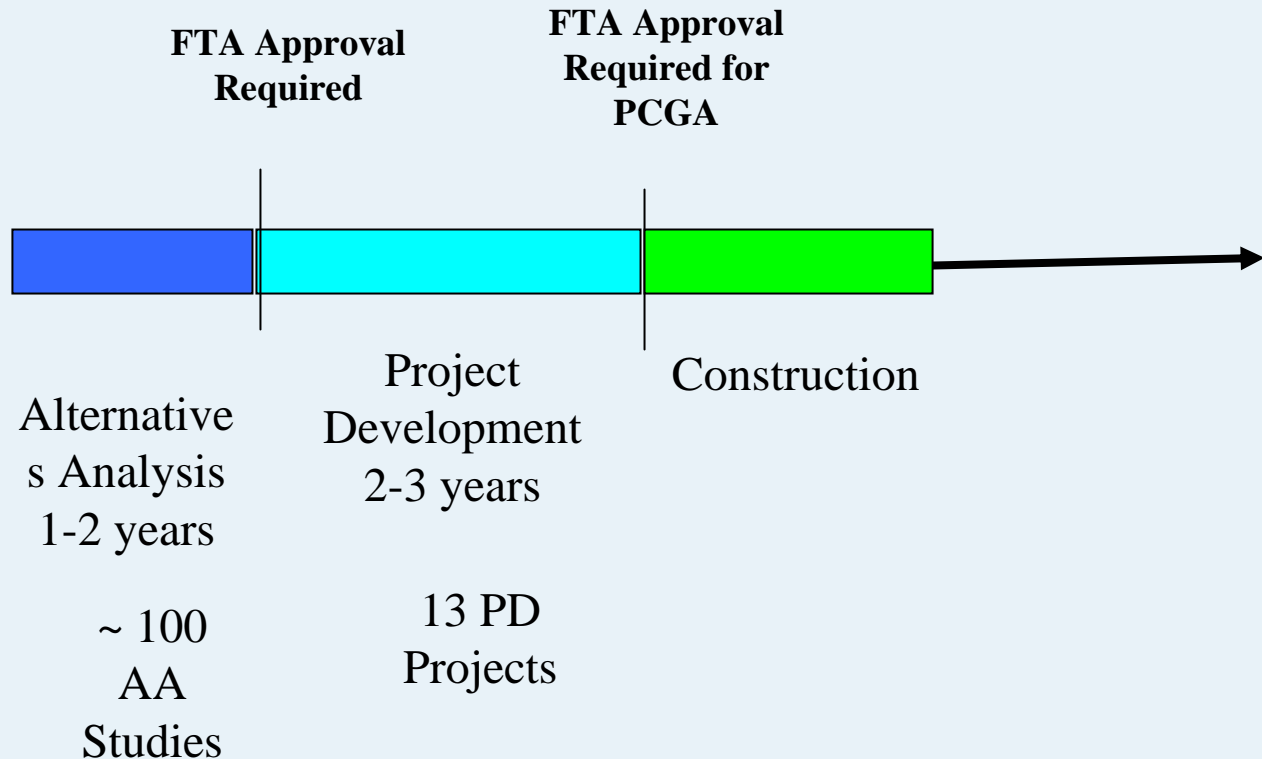 FTA Approval
Required
FTA Approval
Required for
PCGA
Alternative
s Analysis
1-2 years
~ 100
AA
Studies
Project
Development
2-3 years
13 PD
Projects
Construction